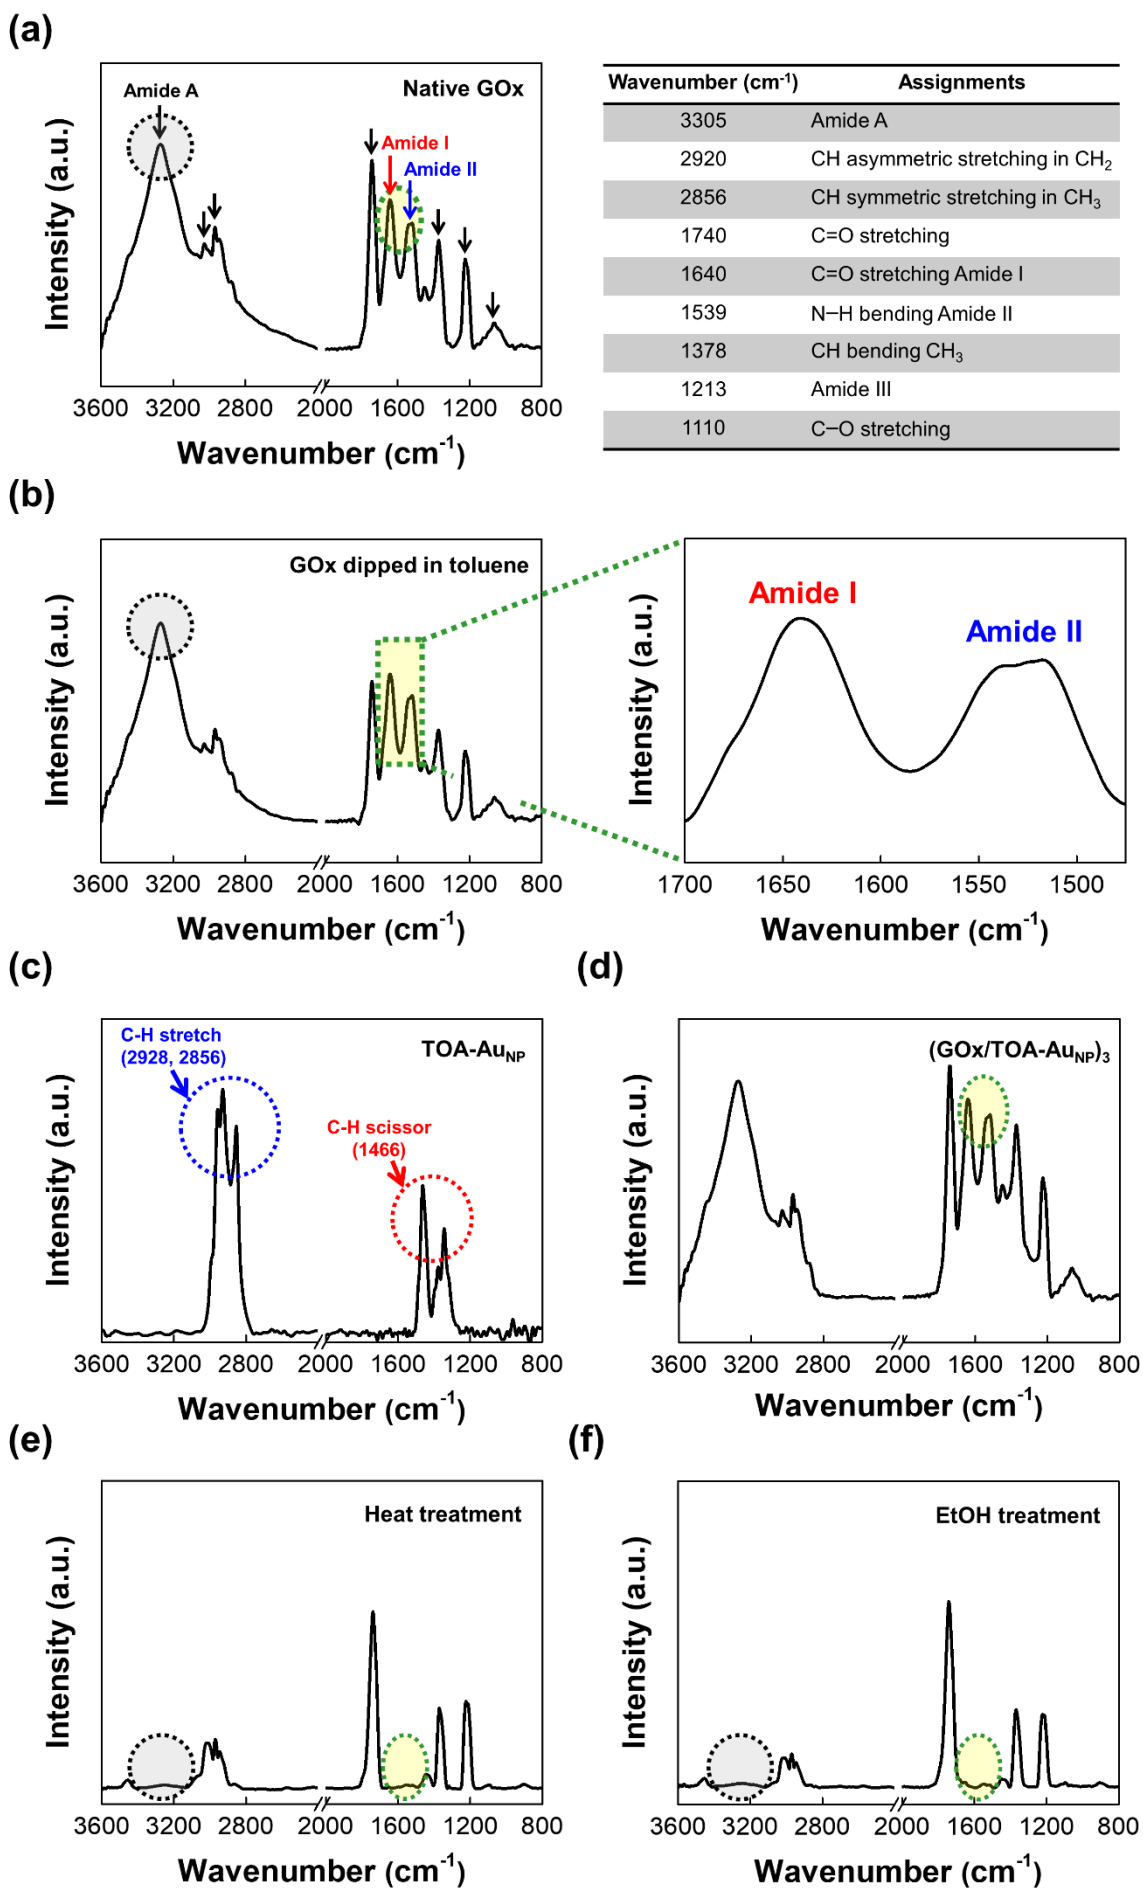 (a)
Native GOx
Amide A
Amide I
Amide II
Intensity (a.u.)
3600 3200 2800 2000 1600 1200 800
Wavenumber (cm⁻¹)
Wavenumber (cm⁻¹) Assignments
3305 Amide A
2920 CH asymmetric stretching in CH₂
2856 CH symmetric stretching in CH₃
1740 C=O stretching
1640 C=O stretching Amide I
1539 N−H bending Amide II
1378 CH bending CH₃
1213 Amide III
1110 C−O stretching
(b)
GOx dipped in toluene
Intensity (a.u.)
3600 3200 2800 2000 1600 1200 800
Wavenumber (cm⁻¹)
Amide I
Amide II
Intensity (a.u.)
1700 1650 1600 1550 1500
Wavenumber (cm⁻¹)
(c)
C-H stretch
(2928, 2856)
TOA-Au_NP
C-H scissor
(1466)
Intensity (a.u.)
3600 3200 2800 2000 1600 1200 800
Wavenumber (cm⁻¹)
(d)
(GOx/TOA-Au_NP)₃
Intensity (a.u.)
3600 3200 2800 2000 1600 1200 800
Wavenumber (cm⁻¹)
(e)
Heat treatment
Intensity (a.u.)
3600 3200 2800 2000 1600 1200 800
Wavenumber (cm⁻¹)
(f)
EtOH treatment
Intensity (a.u.)
3600 3200 2800 2000 1600 1200 800
Wavenumber (cm⁻¹)